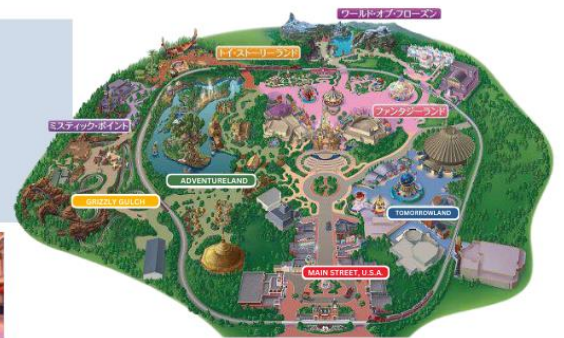 ワールド・オブ・フローズン
トイ・ストーリーランド
ファンタジーランド
ミスティック・ポイント
ADVENTURELAND
GRIZZLY GULCH
TOMORROWLAND
MAIN STREET, U.S.A.